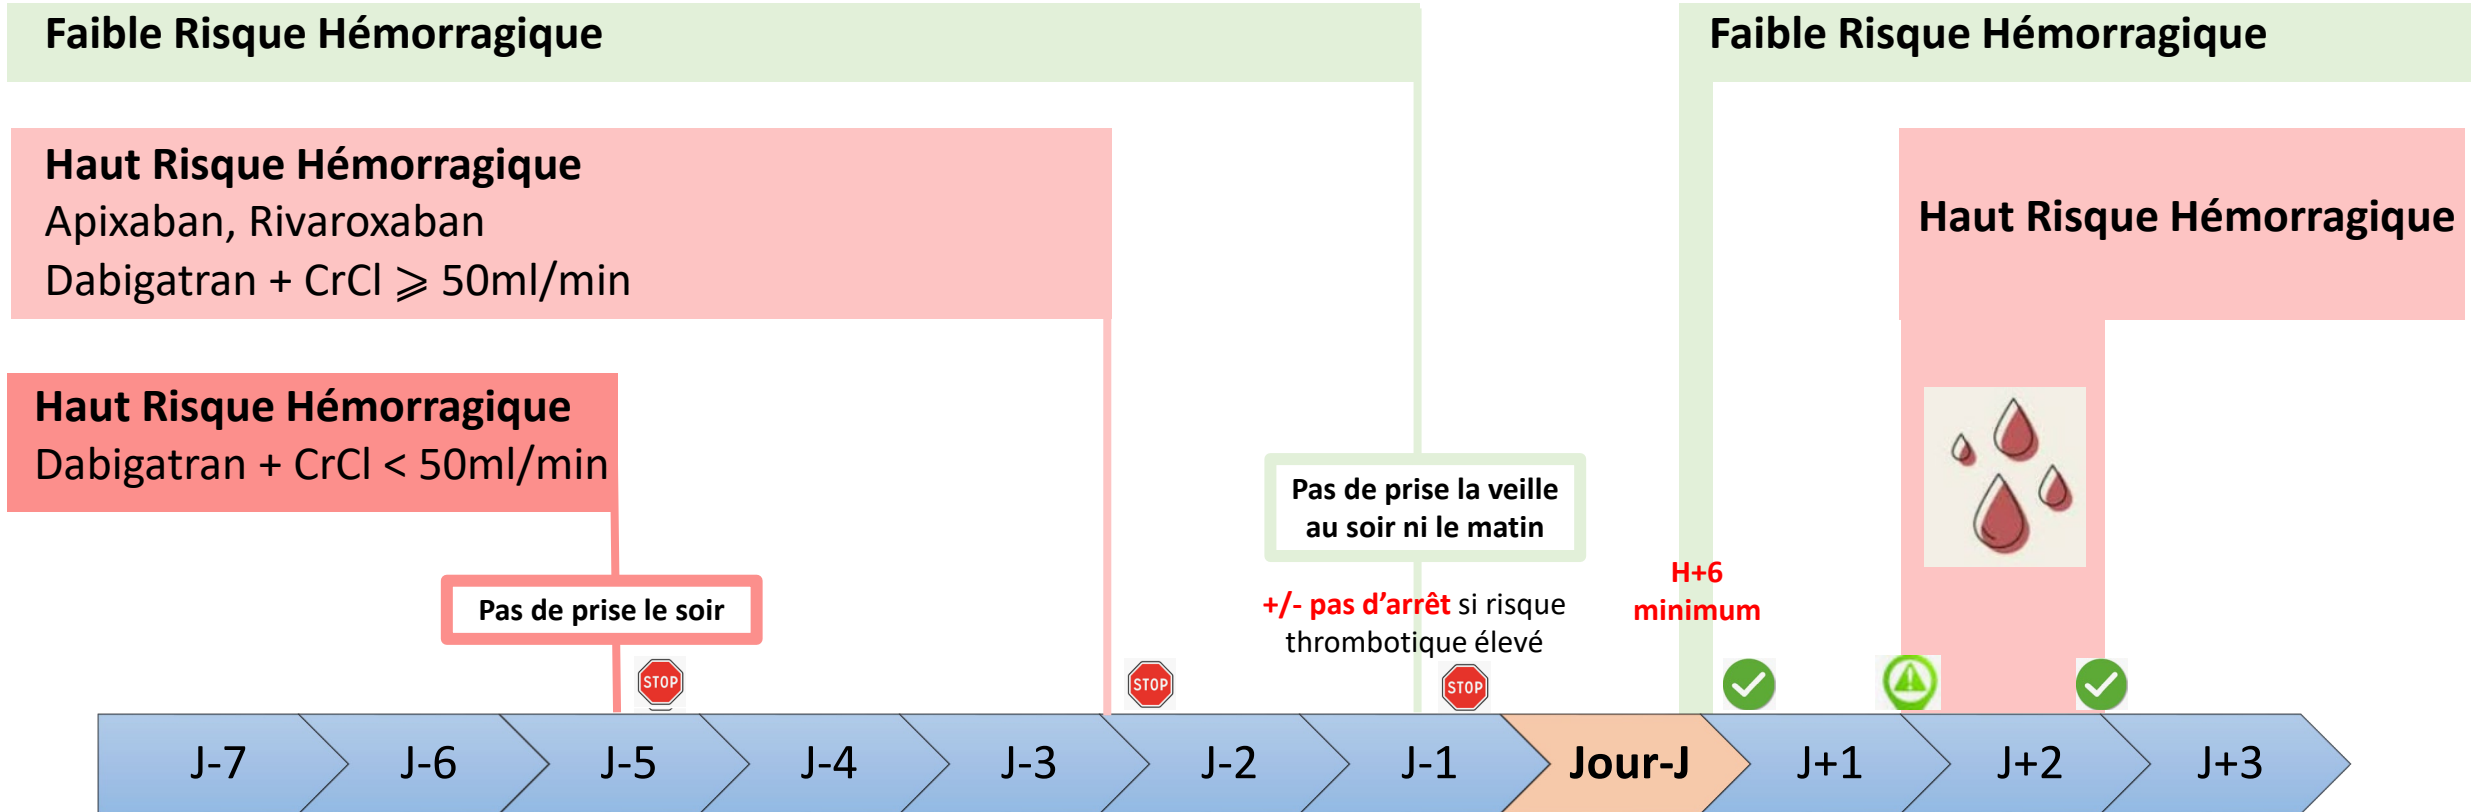 Faible Risque Hémorragique
Faible Risque Hémorragique
Haut Risque Hémorragique
Apixaban, Rivaroxaban
Dabigatran + CrCl ⩾ 50ml/min
Haut Risque Hémorragique
Haut Risque Hémorragique
Dabigatran + CrCl < 50ml/min
Pas de prise la veille
au soir ni le matin
Pas de prise le soir
+/- pas d’arrêt si risque
thrombotique élevé
H+6
minimum
STOP
STOP
STOP
J-7
J-6
J-5
J-4
J-3
J-2
J-1
Jour-J
J+1
J+2
J+3